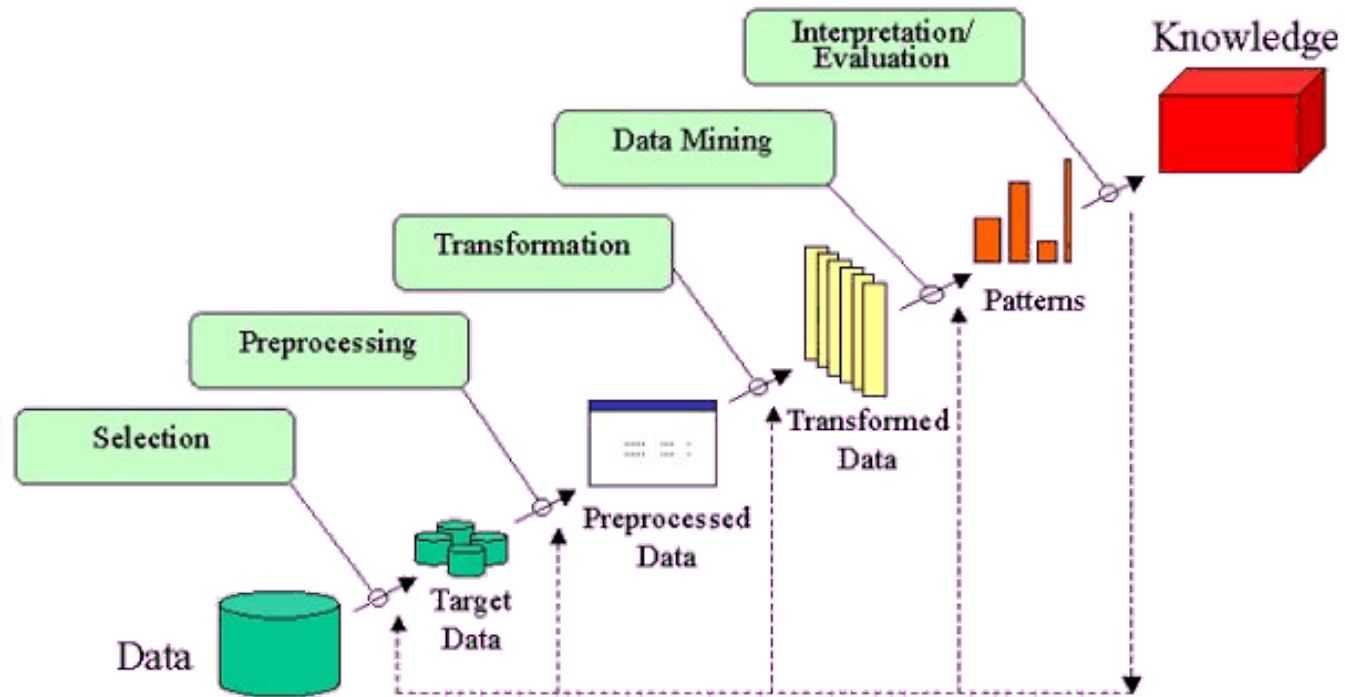 Interpretation/
Evaluation
Knowledge
Data Mining
Transformation
Patterns
Preprocessing
Transformed
Data
Selection
Preprocessed
Data
Target
Data
Data